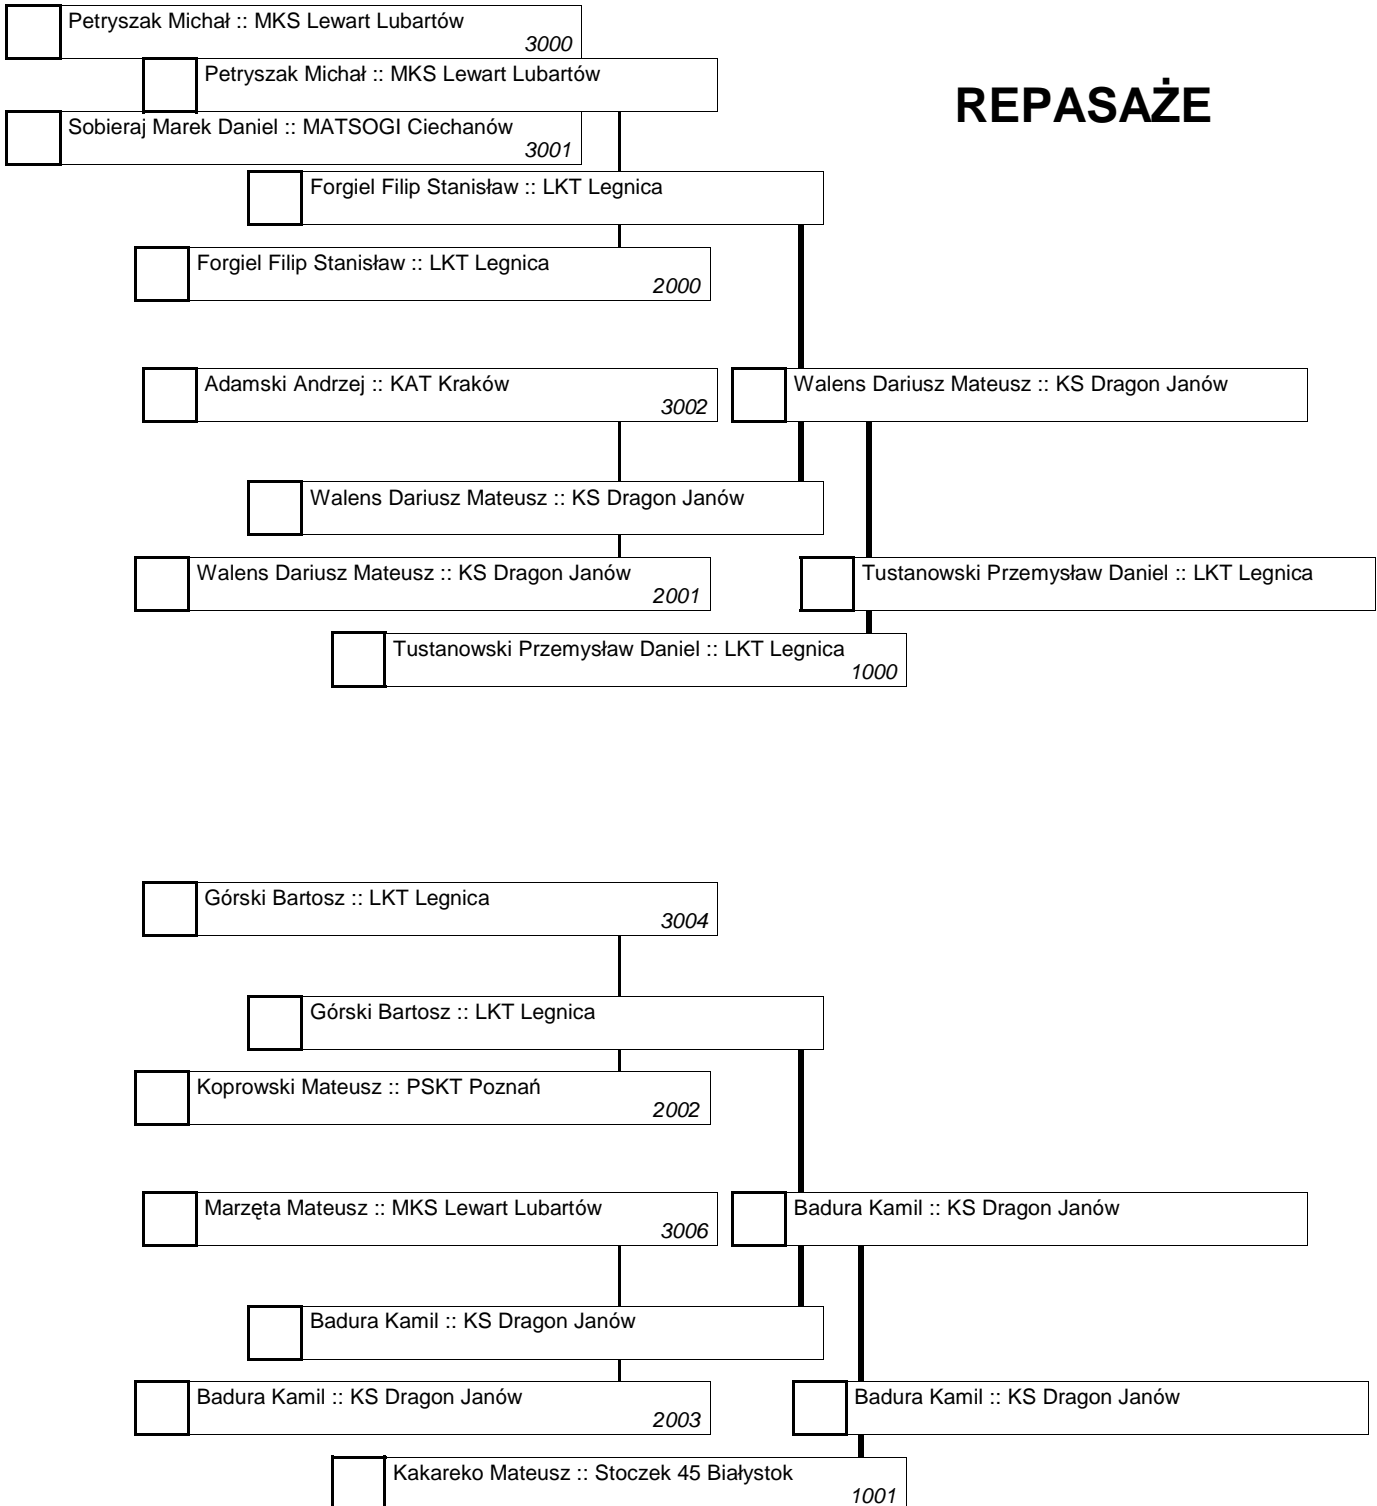 Petryszak Michał :: MKS Lewart Lubartów
3000
Petryszak Michał :: MKS Lewart Lubartów
REPASAŻE
Sobieraj Marek Daniel :: MATSOGI Ciechanów
3001
Forgiel Filip Stanisław :: LKT Legnica
Forgiel Filip Stanisław :: LKT Legnica
2000
Adamski Andrzej :: KAT Kraków
3002
Walens Dariusz Mateusz :: KS Dragon Janów
Walens Dariusz Mateusz :: KS Dragon Janów
Walens Dariusz Mateusz :: KS Dragon Janów
2001
Tustanowski Przemysław Daniel :: LKT Legnica
Tustanowski Przemysław Daniel :: LKT Legnica
1000
Górski Bartosz :: LKT Legnica
3004
Górski Bartosz :: LKT Legnica
Koprowski Mateusz :: PSKT Poznań
2002
Marzęta Mateusz :: MKS Lewart Lubartów
3006
Badura Kamil :: KS Dragon Janów
Badura Kamil :: KS Dragon Janów
Badura Kamil :: KS Dragon Janów
2003
Badura Kamil :: KS Dragon Janów
Kakareko Mateusz :: Stoczek 45 Białystok
1001